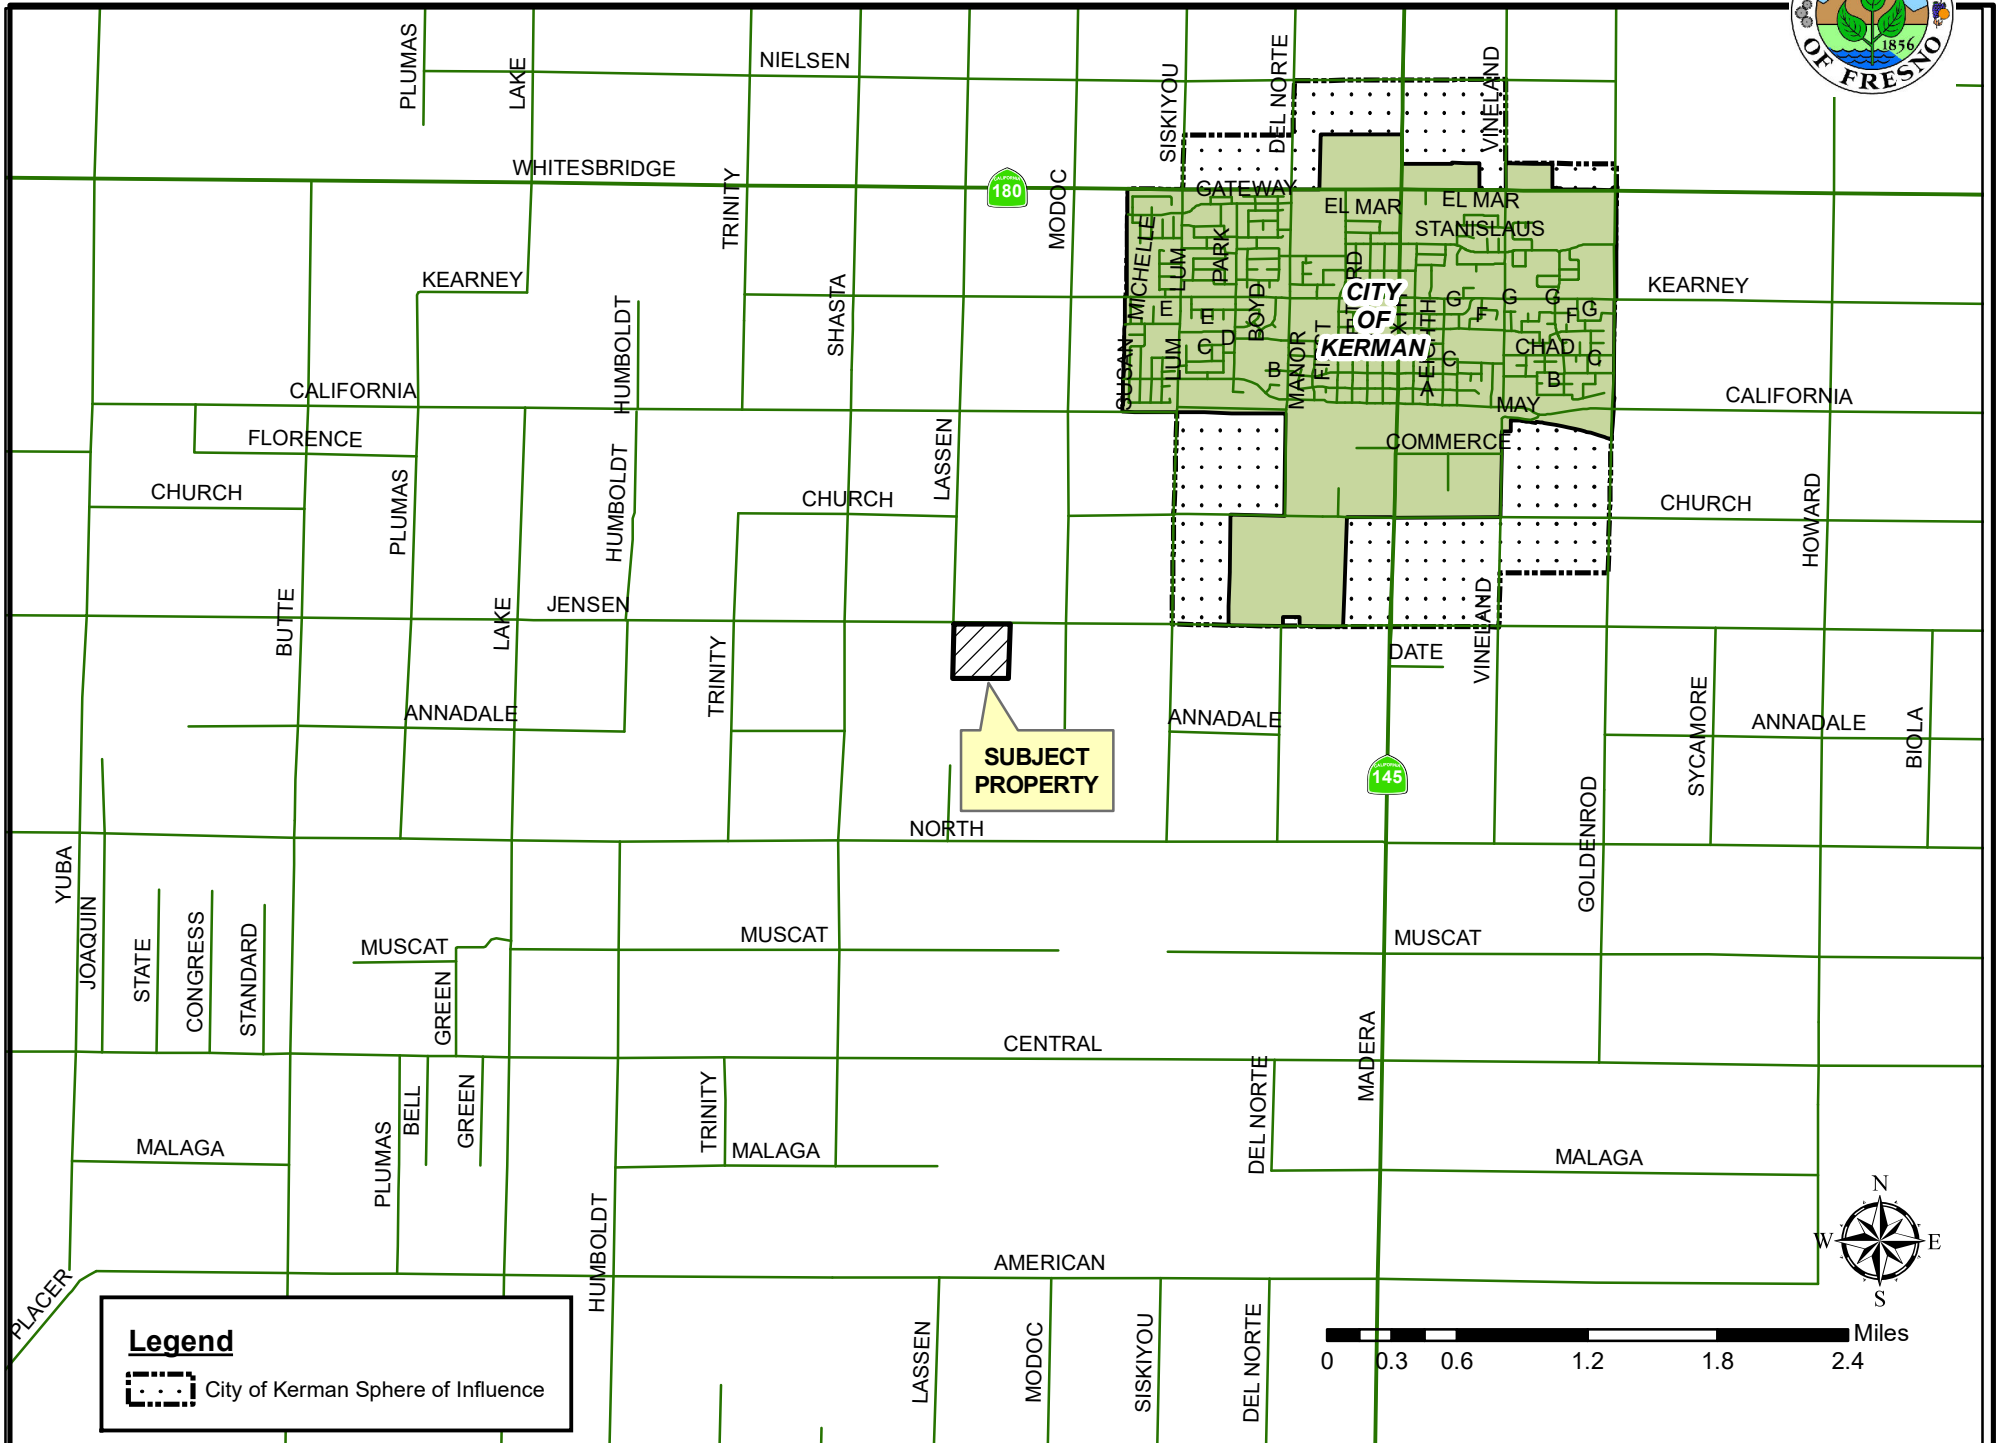 PLUMAS
LAKE
NIELSEN
SISKIYOU
DEL NORTE
VINELAND
1856
OF FRESNO
WHITESBRIDGE
TRINITY
CALIFORNIA
180
MODOC
GATEWAY
EL MAR
EL MAR
STANISLAUS
MICHELLE
LUM
PARK
KEARNEY
HUMBOLDT
SHASTA
BOYD
CITY
OF
KERMAN
KEARNEY
E
E
D
C
B
G
G
G
F
F
G
C
CHAD
C
B
A
SUSAN
LUM
MANOR
MAY
CALIFORNIA
CALIFORNIA
FLORENCE
COMMERCE
CHURCH
PLUMAS
HUMBOLDT
LASSEN
CHURCH
CHURCH
HOWARD
BUTTE
LAKE
JENSEN
TRINITY
DATE
VINELAND
ANNADALE
ANNADALE
SYCAMORE
ANNADALE
BIOLA
SUBJECT
PROPERTY
CALIFORNIA
145
NORTH
GOLDENROD
YUBA
JOAQUIN
STATE
CONGRESS
STANDARD
MUSCAT
GREEN
MUSCAT
MUSCAT
CENTRAL
MADERA
BELL
GREEN
PLUMAS
TRINITY
DEL NORTE
MALAGA
MALAGA
MALAGA
HUMBOLDT
AMERICAN
PLACER
N
W
E
S
LASSEN
MODOC
SISKIYOU
DEL NORTE
Miles
0
0.3
0.6
1.2
1.8
2.4
Legend
City of Kerman Sphere of Influence